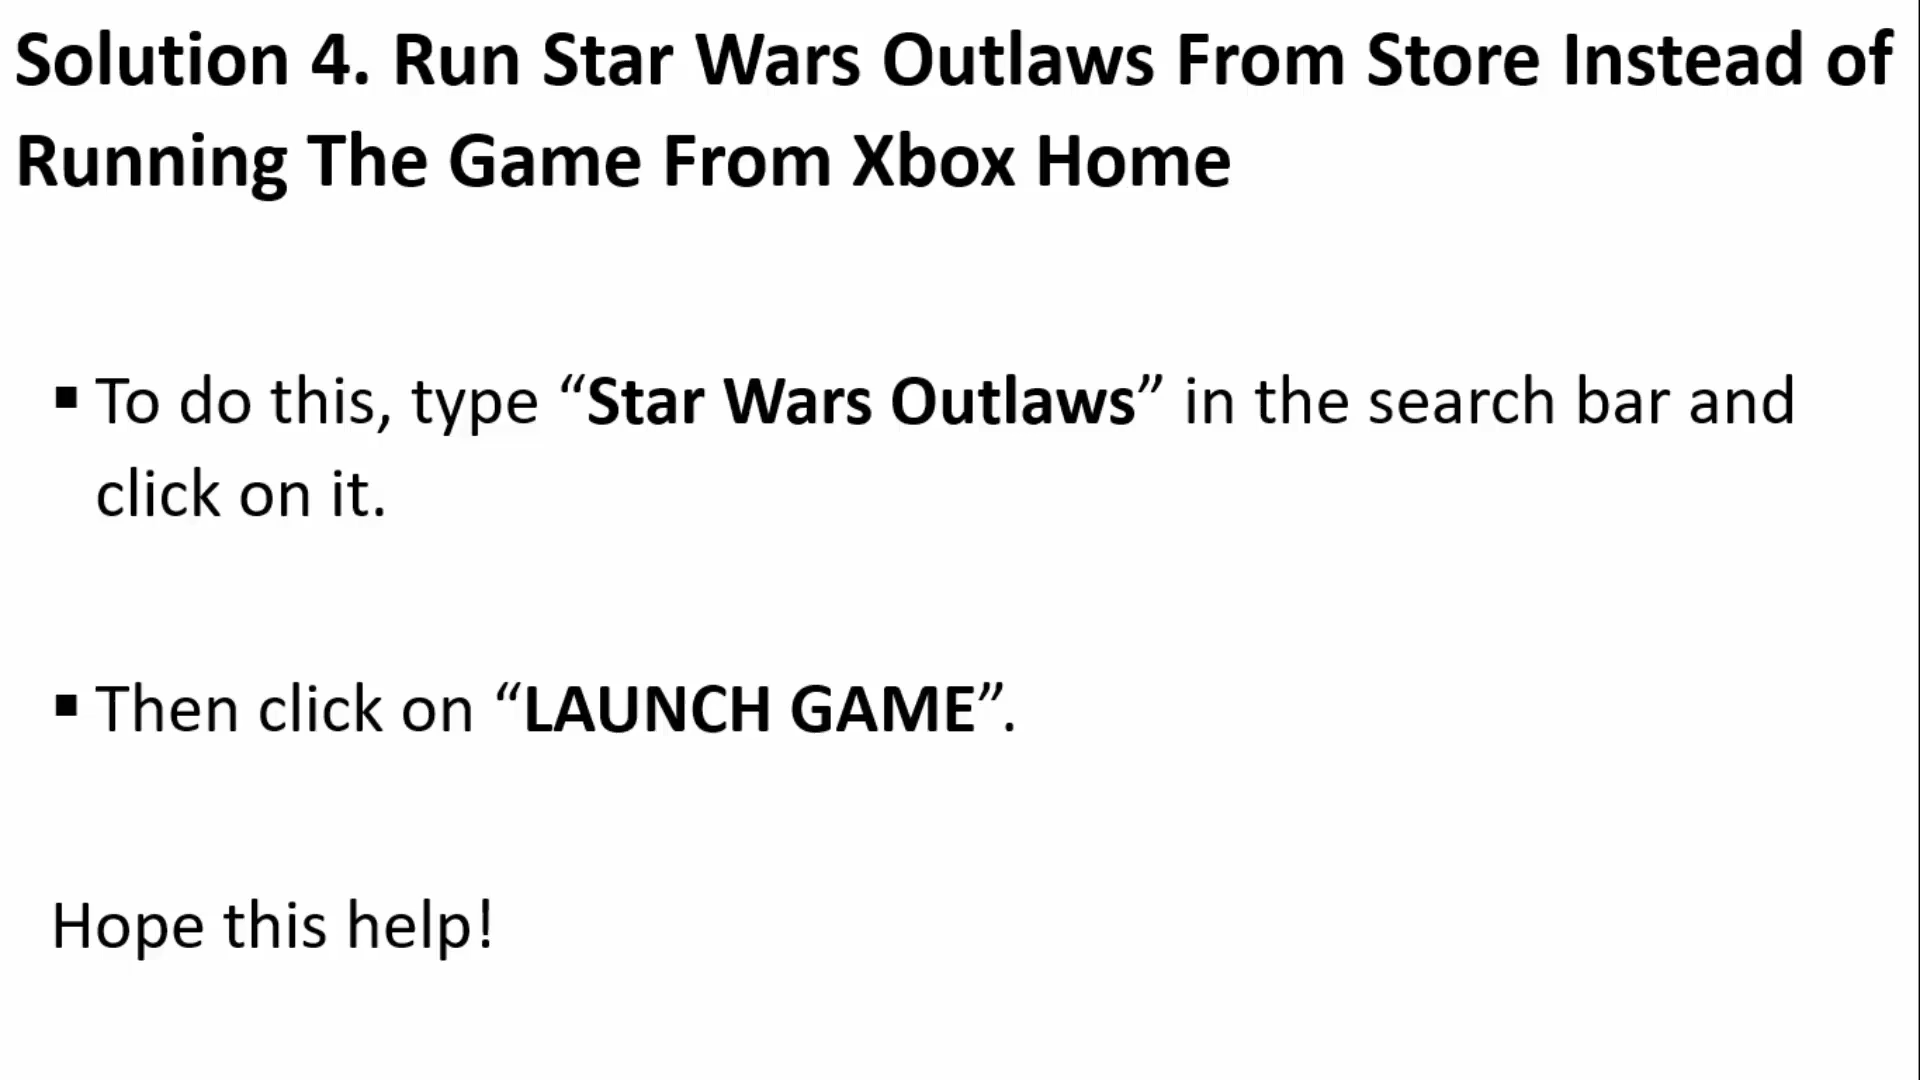 Solution 4. Run Star Wars Outlaws From Store Instead of
Running The Game From Xbox Home
▪ To do this, type “Star Wars Outlaws” in the search bar and
click on it.
▪ Then click on “LAUNCH GAME”.
Hope this help!